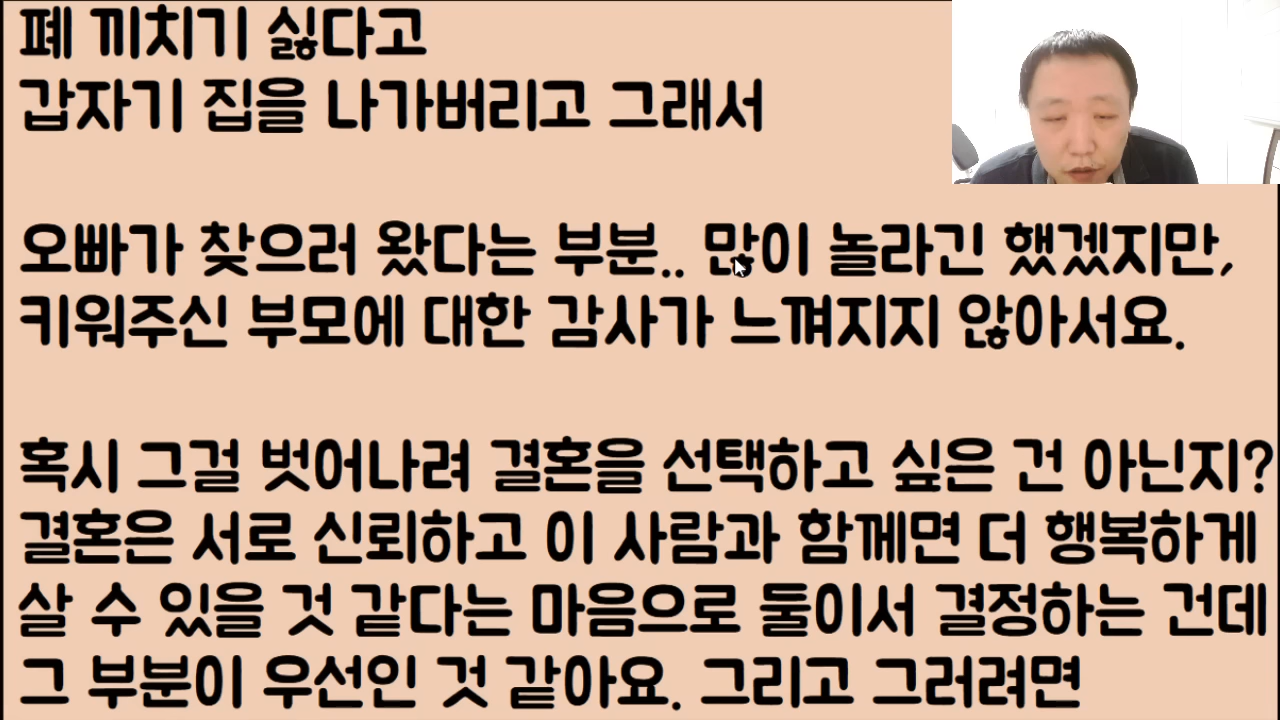 폐 끼치기 싫다고
갑자기 집을 나가버리고 그래서
오빠가 찾으러 왔다는 부분.. 많이 놀라긴 했겠지만,
키워주신 부모에 대한 감사가 느껴지지 않아서요.
혹시 그걸 벗어나려 결혼을 선택하고 싶은 건 아닌지?
결혼은 서로 신뢰하고 이 사람과 함께면 더 행복하게
살 수 있을 것 같다는 마음으로 둘이서 결정하는 건데
그 부분이 우선인 것 같아요. 그리고 그러려면